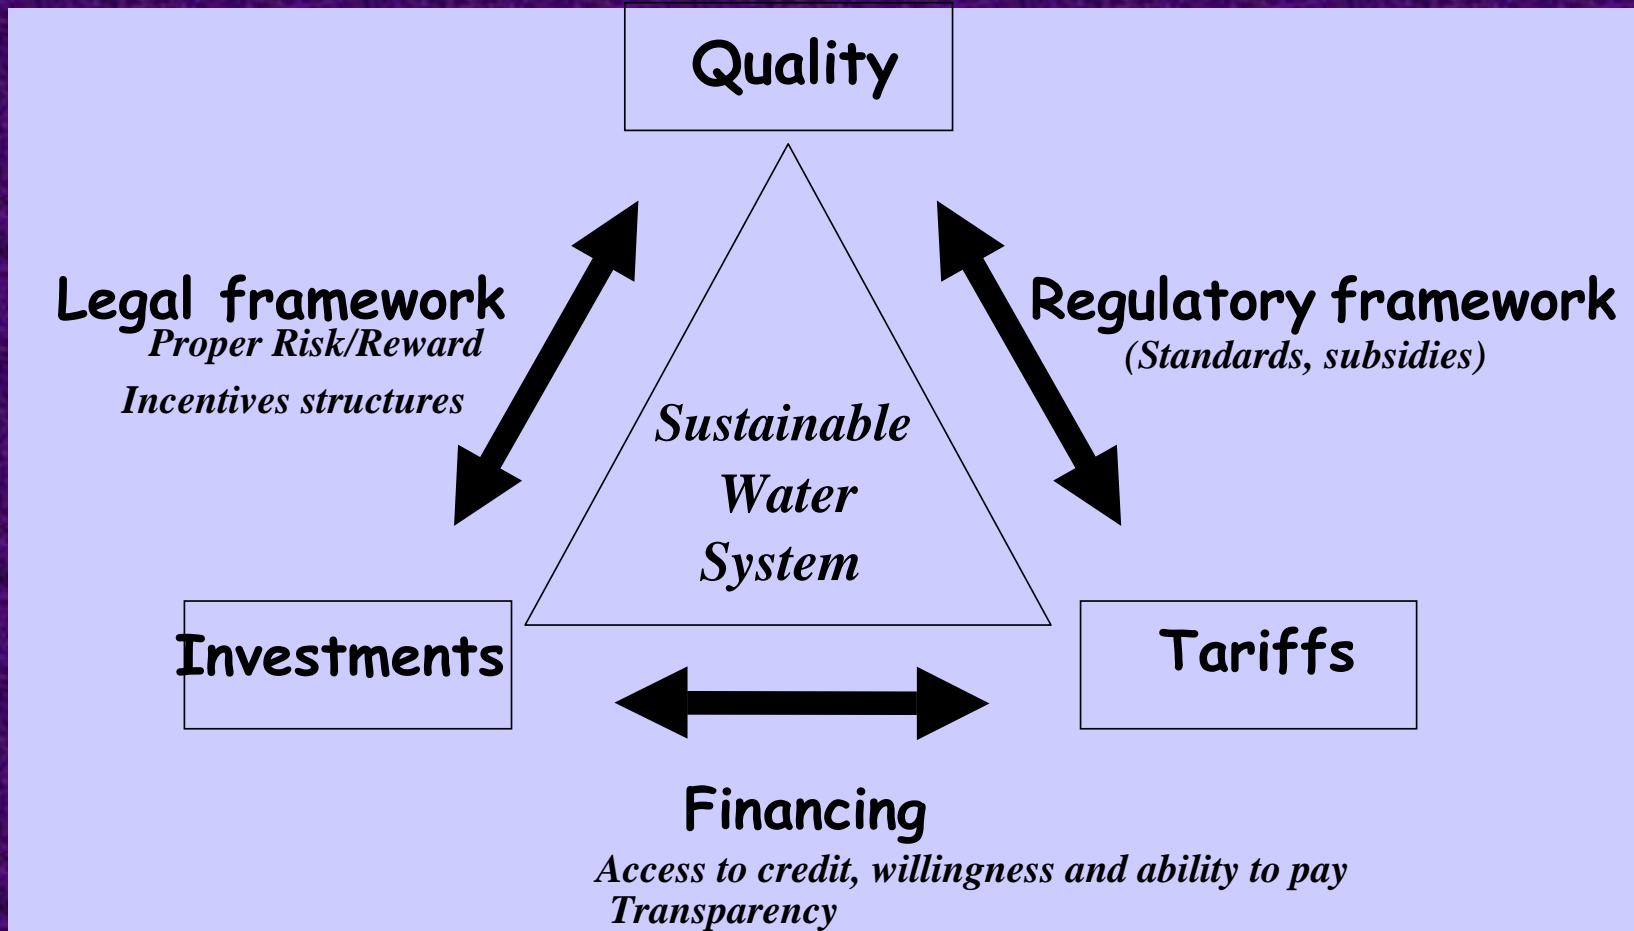 Quality
Legal framework
Proper Risk/Reward
Incentives structures
Regulatory framework
(Standards, subsidies)
Sustainable
Water
System
Investments
Tariffs
Financing
Access to credit, willingness and ability to pay
Transparency